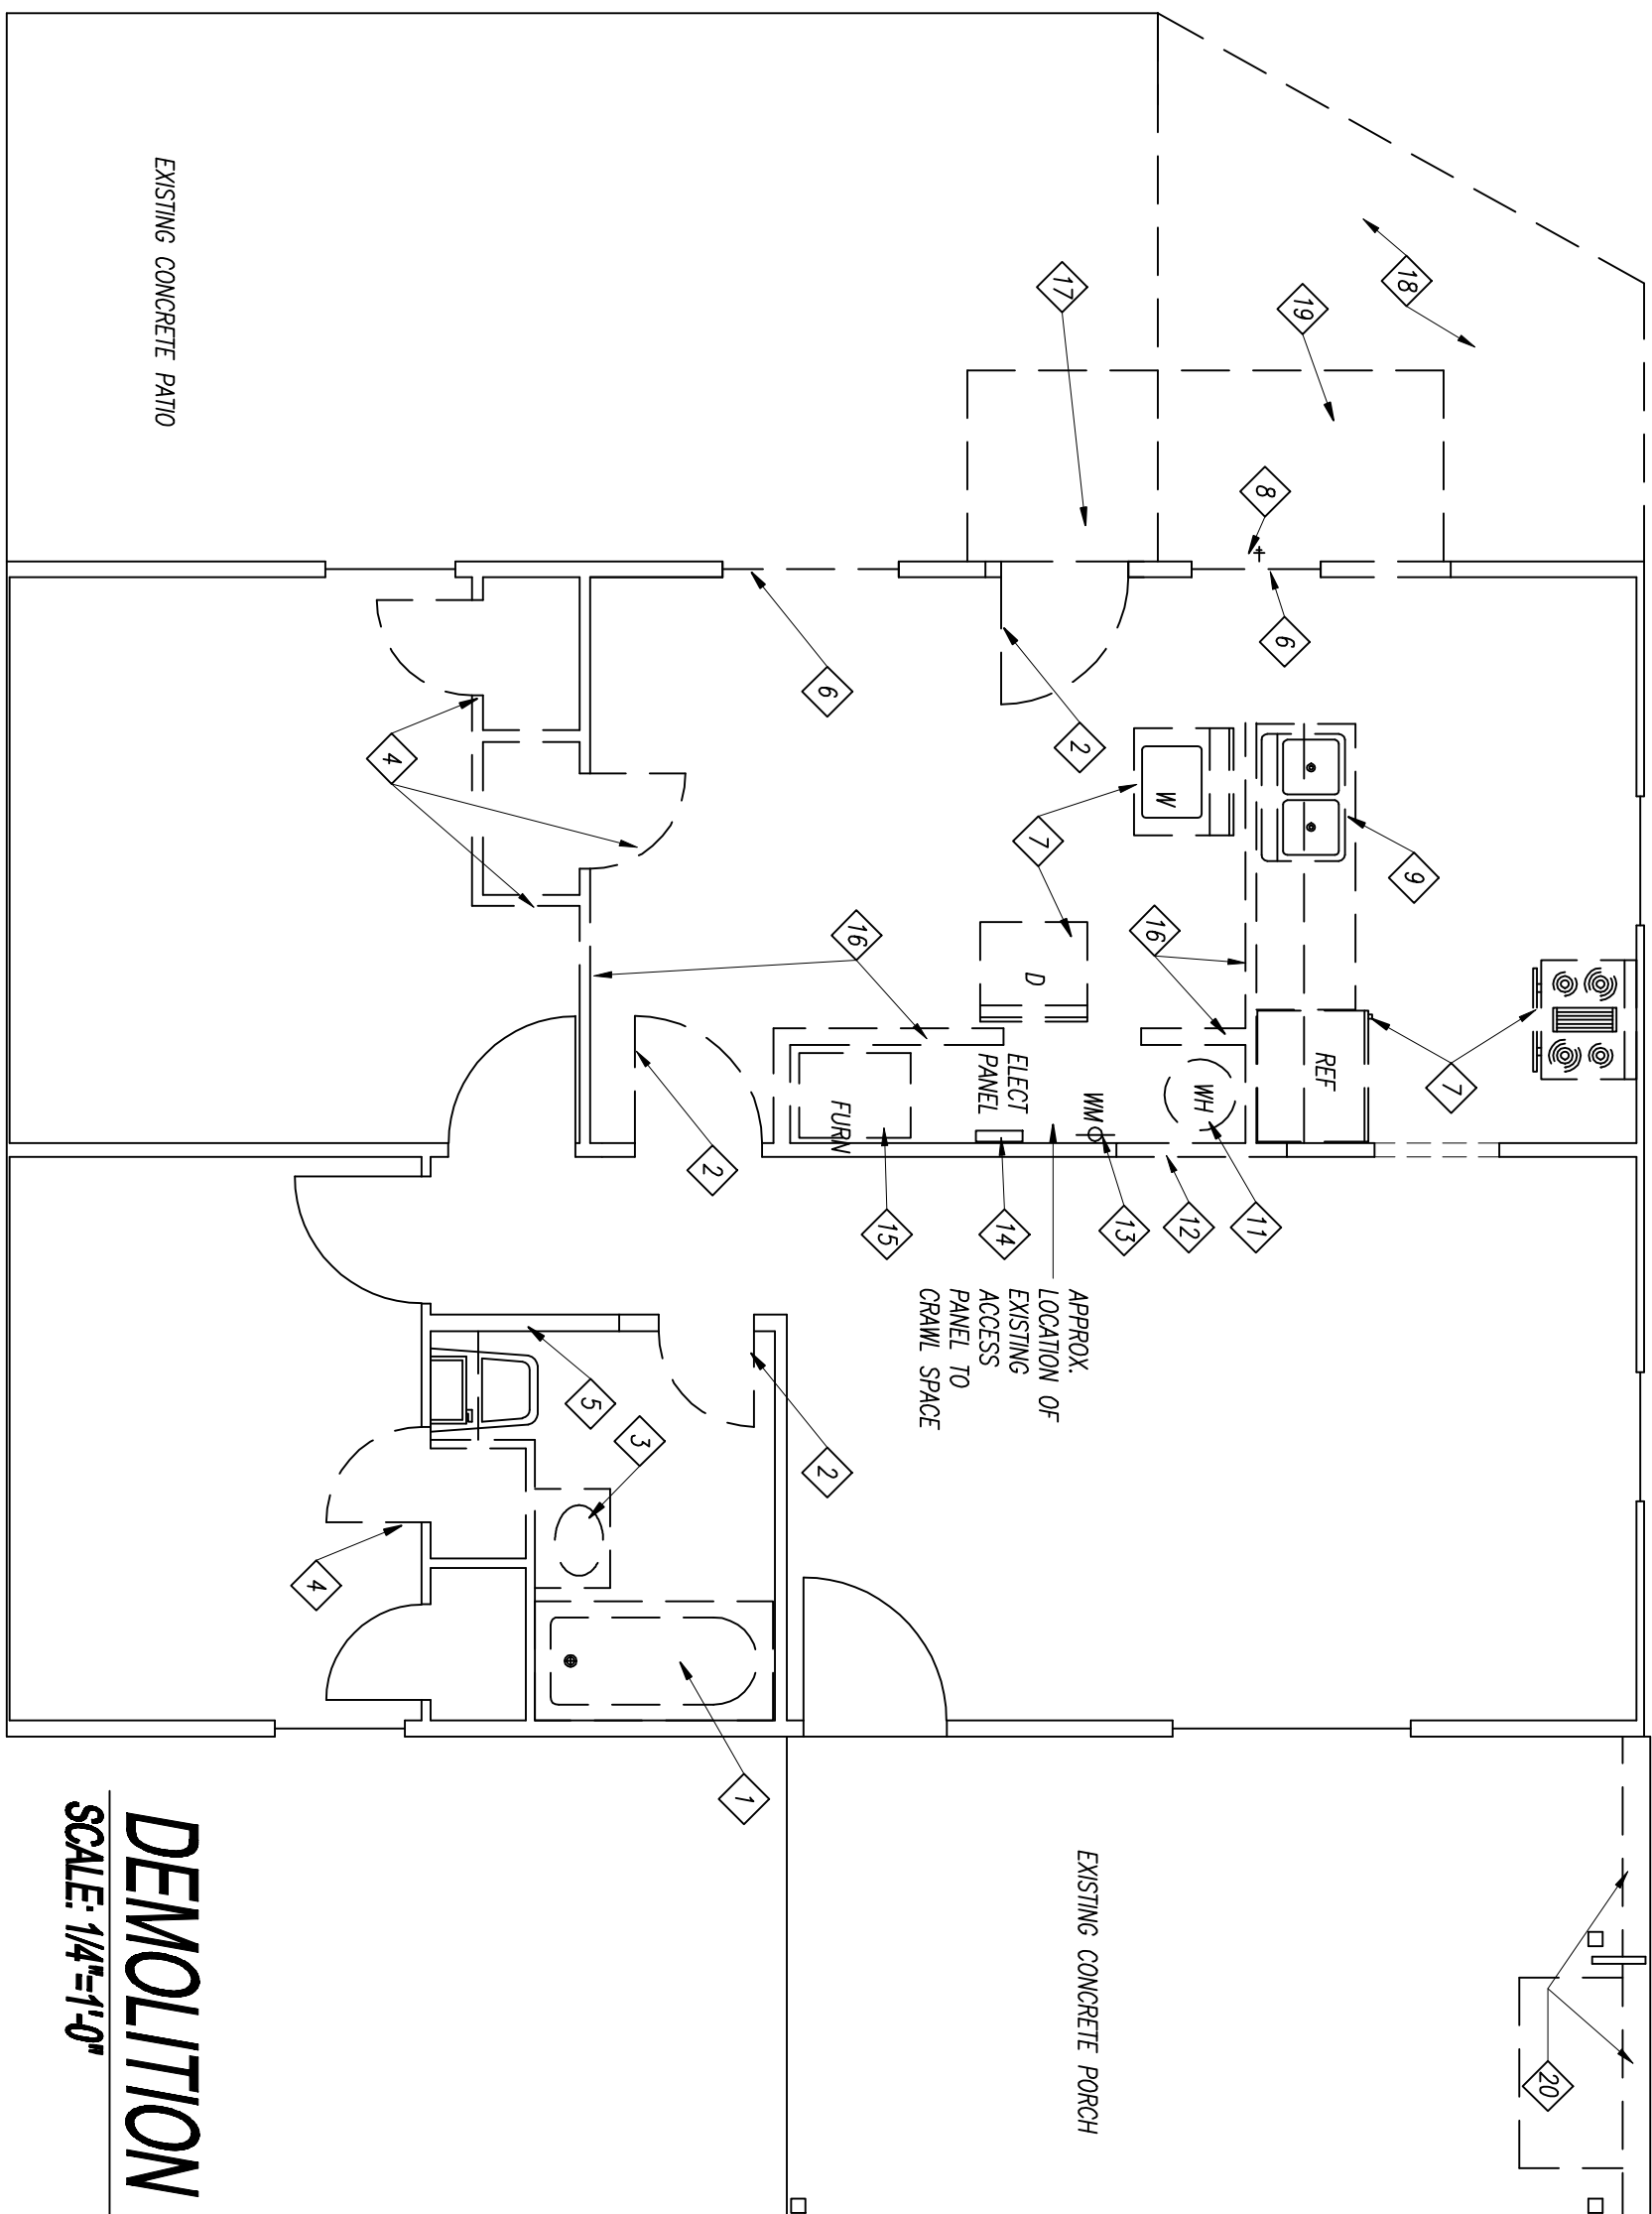 20
7
9
18
REF
19
6
8
11
WH
12
W
16
13
WM
EXISTING CONCRETE PORCH
2
17
7
D
ELECT
PANEL
14
APPROX.
LOCATION OF
EXISTING
ACCESS
PANEL TO
CRAWL SPACE
15
16
FURN
6
2
1
2
3
5
4
4
EXISTING CONCRETE PATIO
DEMOLITION
SCALE: 1/4"=1'-0"